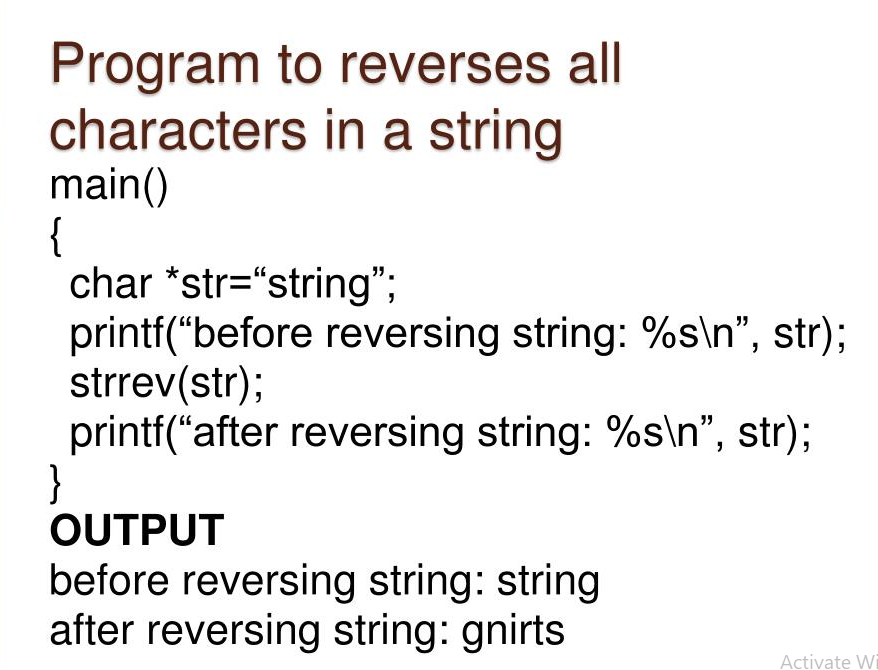 Program to reverses all
characters in a string
main()
{
char *str=“string”;
printf(“before reversing string: %s\n”, str);
strrev(str);
printf(“after reversing string: %s\n”, str);
}
OUTPUT
before reversing string: string
after reversing string: gnirts
Activate Wi